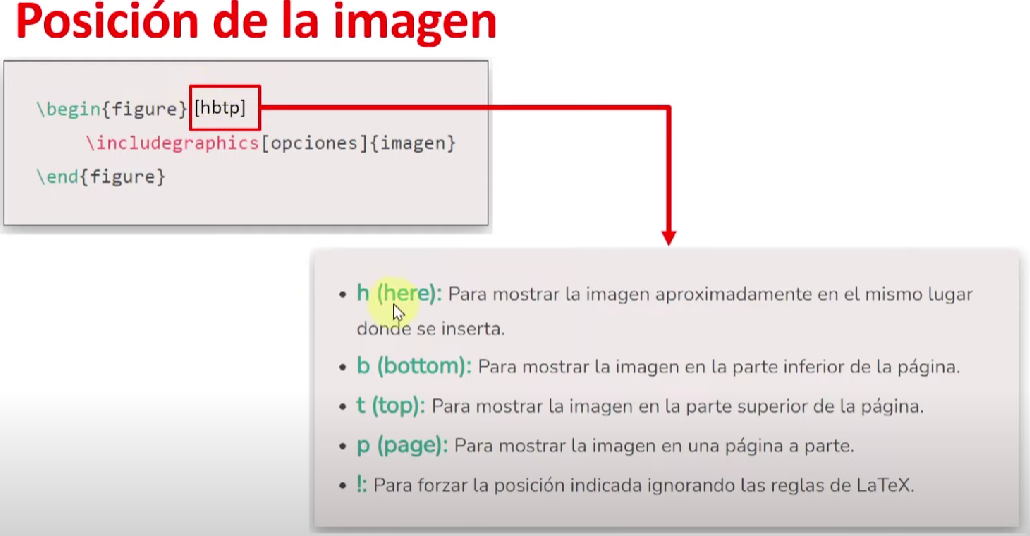 Posición de la imagen
\begin{figure}[hbtp]
\includegraphics[opciones]{imagen}
\end{figure}
• h (here): Para mostrar la imagen aproximadamente en el mismo lugar
donde se inserta.
• b (bottom): Para mostrar la imagen en la parte inferior de la página.
• t (top): Para mostrar la imagen en la parte superior de la página.
• p (page): Para mostrar la imagen en una página a parte.
• !: Para forzar la posición indicada ignorando las reglas de LaTeX.